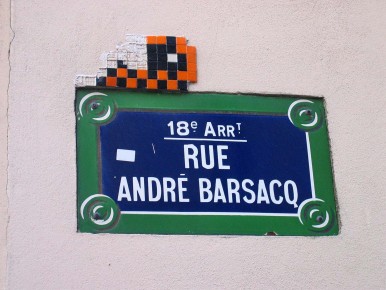 18e ARRT
RUE
ANDRÉ BARSACQ